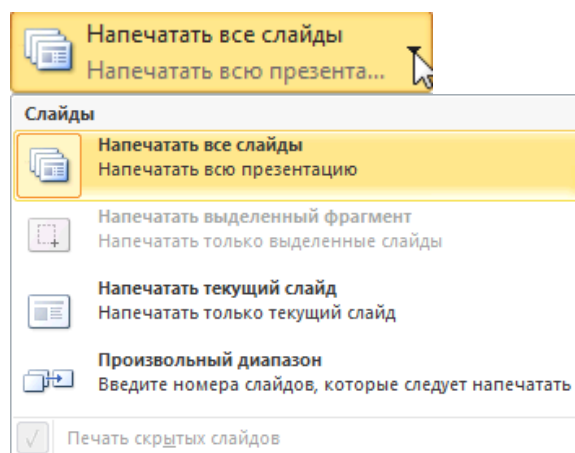 Напечатать все слайды
Напечатать всю презента...
Слайды
Напечатать все слайды
Напечатать всю презентацию
Напечатать выделенный фрагмент
Напечатать только выделенные слайды
Напечатать текущий слайд
Напечатать только текущий слайд
Произвольный диапазон
Введите номера слайдов, которые следует напечатать
Печать скрытых слайдов